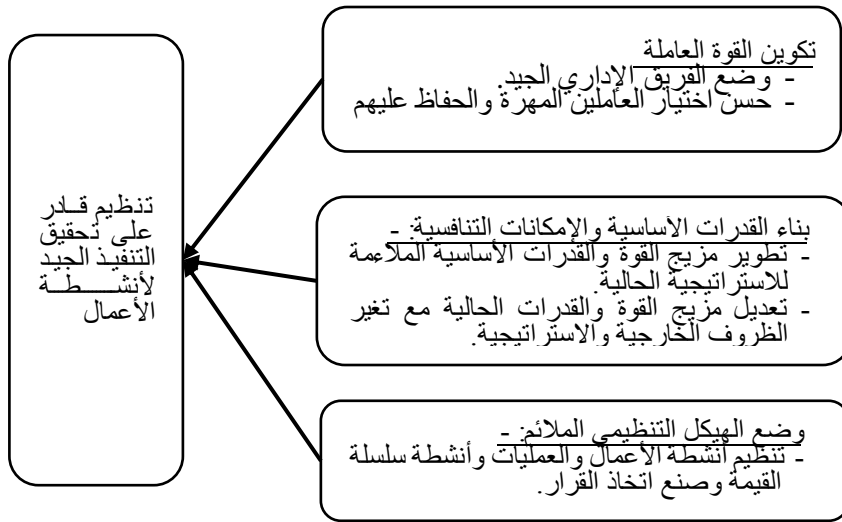 تكوين القوة العاملة
- وضع الفريق الإداري الجيد.
- حسن اختيار العاملين المهرة والحفاظ عليهم
بناء القدرات الأساسية والإمكانات التنافسية: -
- تطوير مزيج القوة والقدرات الأساسية الملاءمة
للاستراتيجية الحالية.
- تعديل مزيج القوة والقدرات الحالية مع تغير
الظروف الخارجية والاستراتيجية.
وضع الهيكل التنظيمي الملائم: -
- تنظيم أنشطة الأعمال والعمليات وأنشطة سلسلة
القيمة وصنع اتخاذ القرار.
تنظيم قادر
على تحقيق
التنفيذ الجيد
لأنشطة
الأعمال